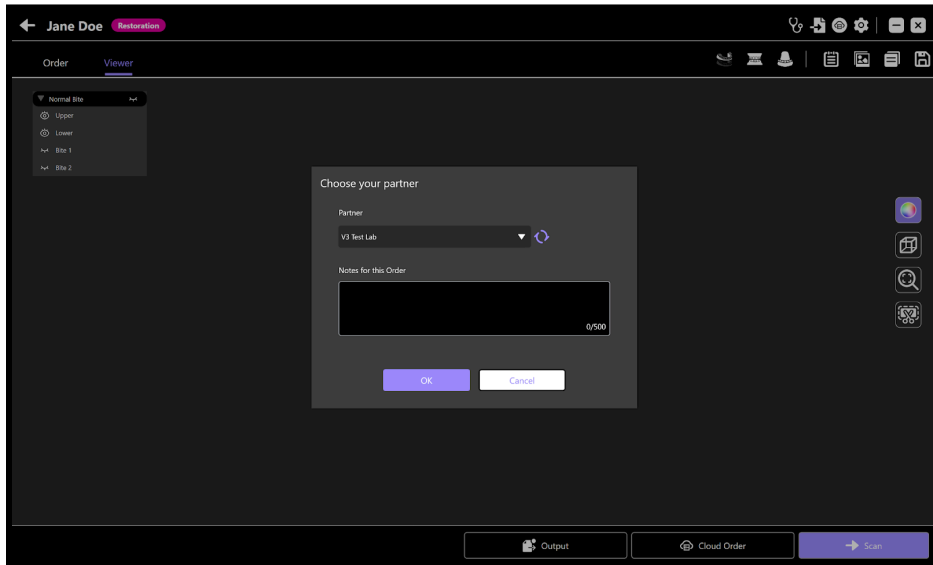 Jane Doe Restoration
Order Viewer
Normal Bite
Upper
Lower
Bite 1
Bite 2
Choose your partner
Partner
V3 Test Lab
Notes for this Order
0/500
OK Cancel
Output Cloud Order Scan